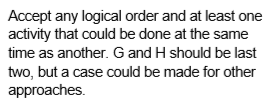 Accept any logical order and at least one
activity that could be done at the same
time as another. G and H should be last
two, but a case could be made for other
approaches.